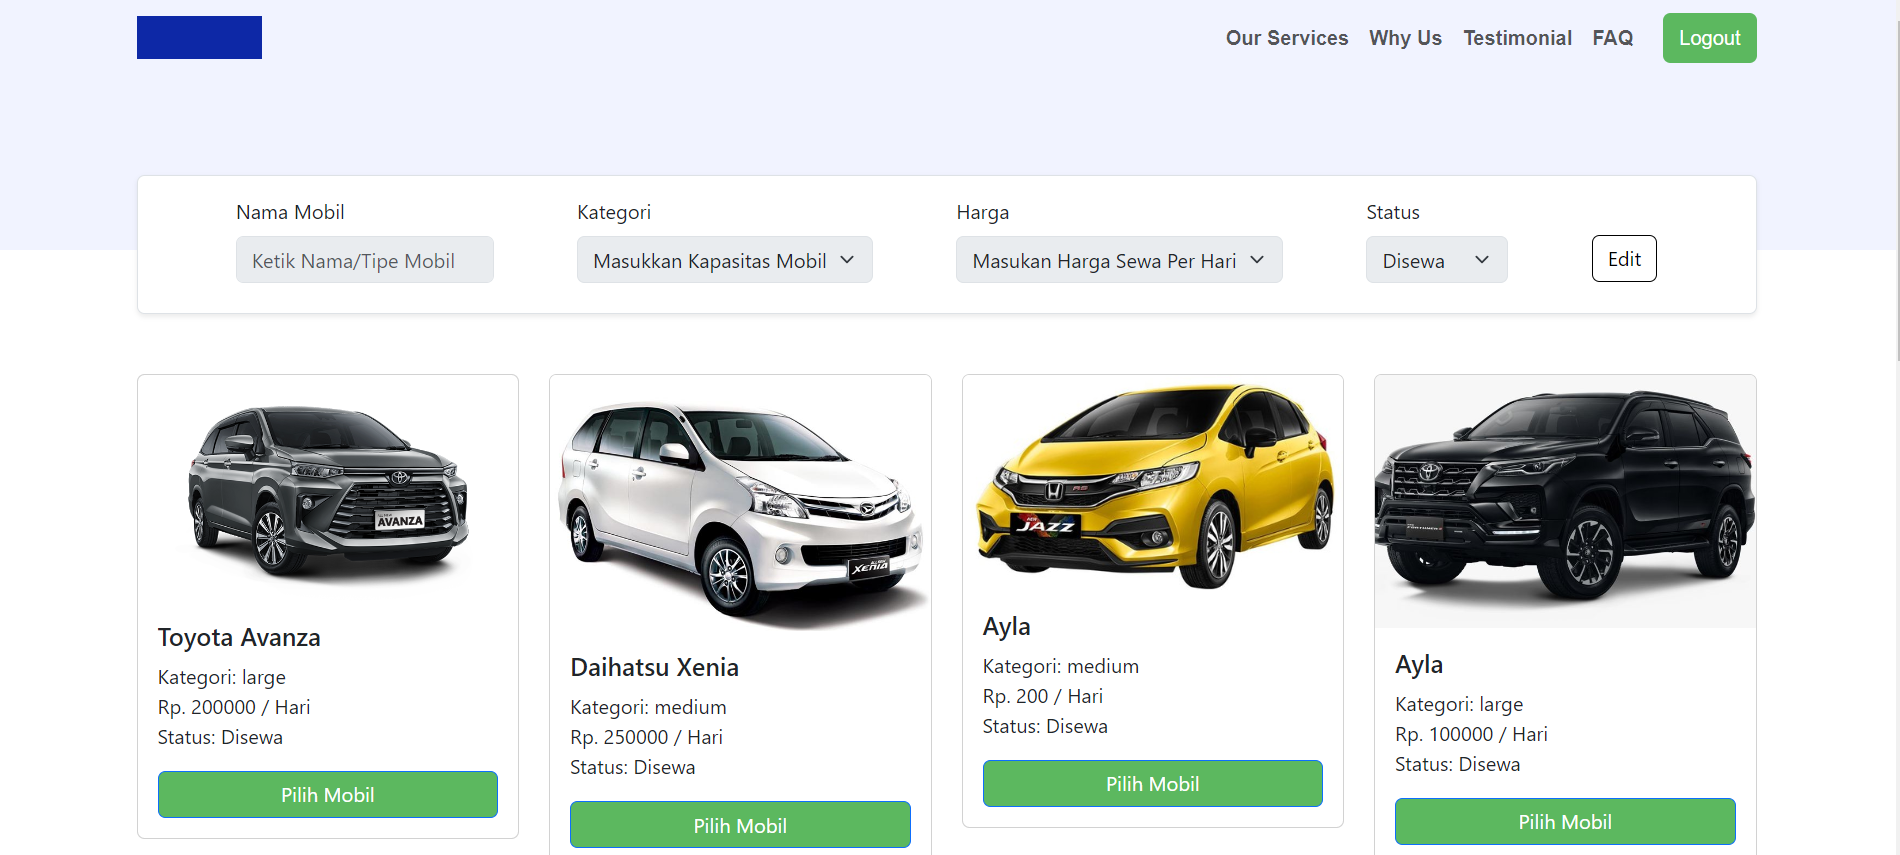 Our Services Why Us Testimonial FAQ Logout
Nama Mobil Kategori Harga Status
Ketik Nama/Tipe Mobil Masukkan Kapasitas Mobil Masukan Harga Sewa Per Hari Disewa Edit
AVANZA
XENIA
JAZZ
Toyota Avanza
Kategori: large
Rp. 200000 / Hari
Status: Disewa
Pilih Mobil
Daihatsu Xenia
Kategori: medium
Rp. 250000 / Hari
Status: Disewa
Pilih Mobil
Ayla
Kategori: medium
Rp. 200 / Hari
Status: Disewa
Pilih Mobil
Ayla
Kategori: large
Rp. 100000 / Hari
Status: Disewa
Pilih Mobil